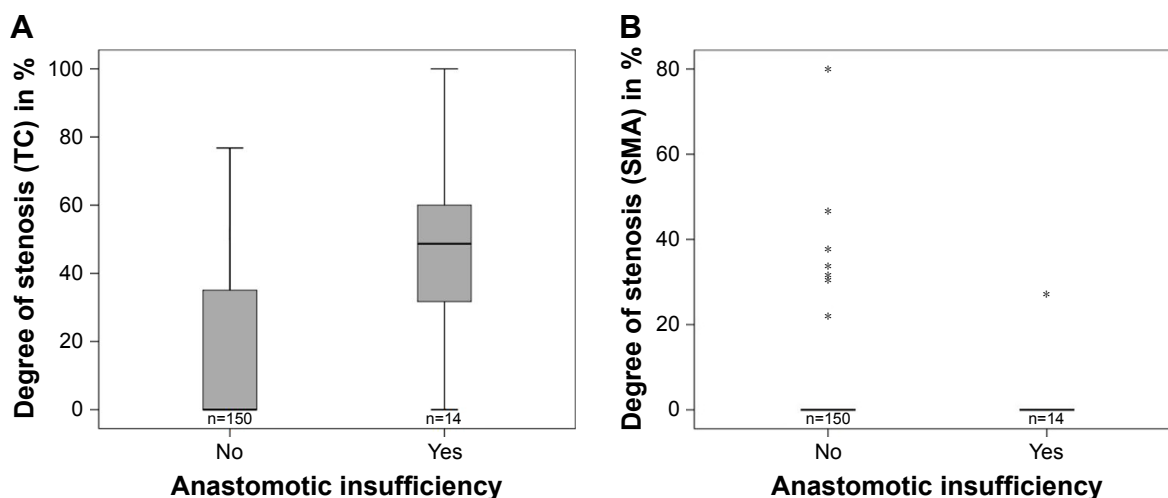 A
Degree of stenosis (TC) in %
100
80
60
40
20
0
n=150
n=14
No
Yes
Anastomotic insufficiency
B
Degree of stenosis (SMA) in %
80
60
40
20
0
*
*
*
*
*
*
*
*
*
n=150
n=14
No
Yes
Anastomotic insufficiency